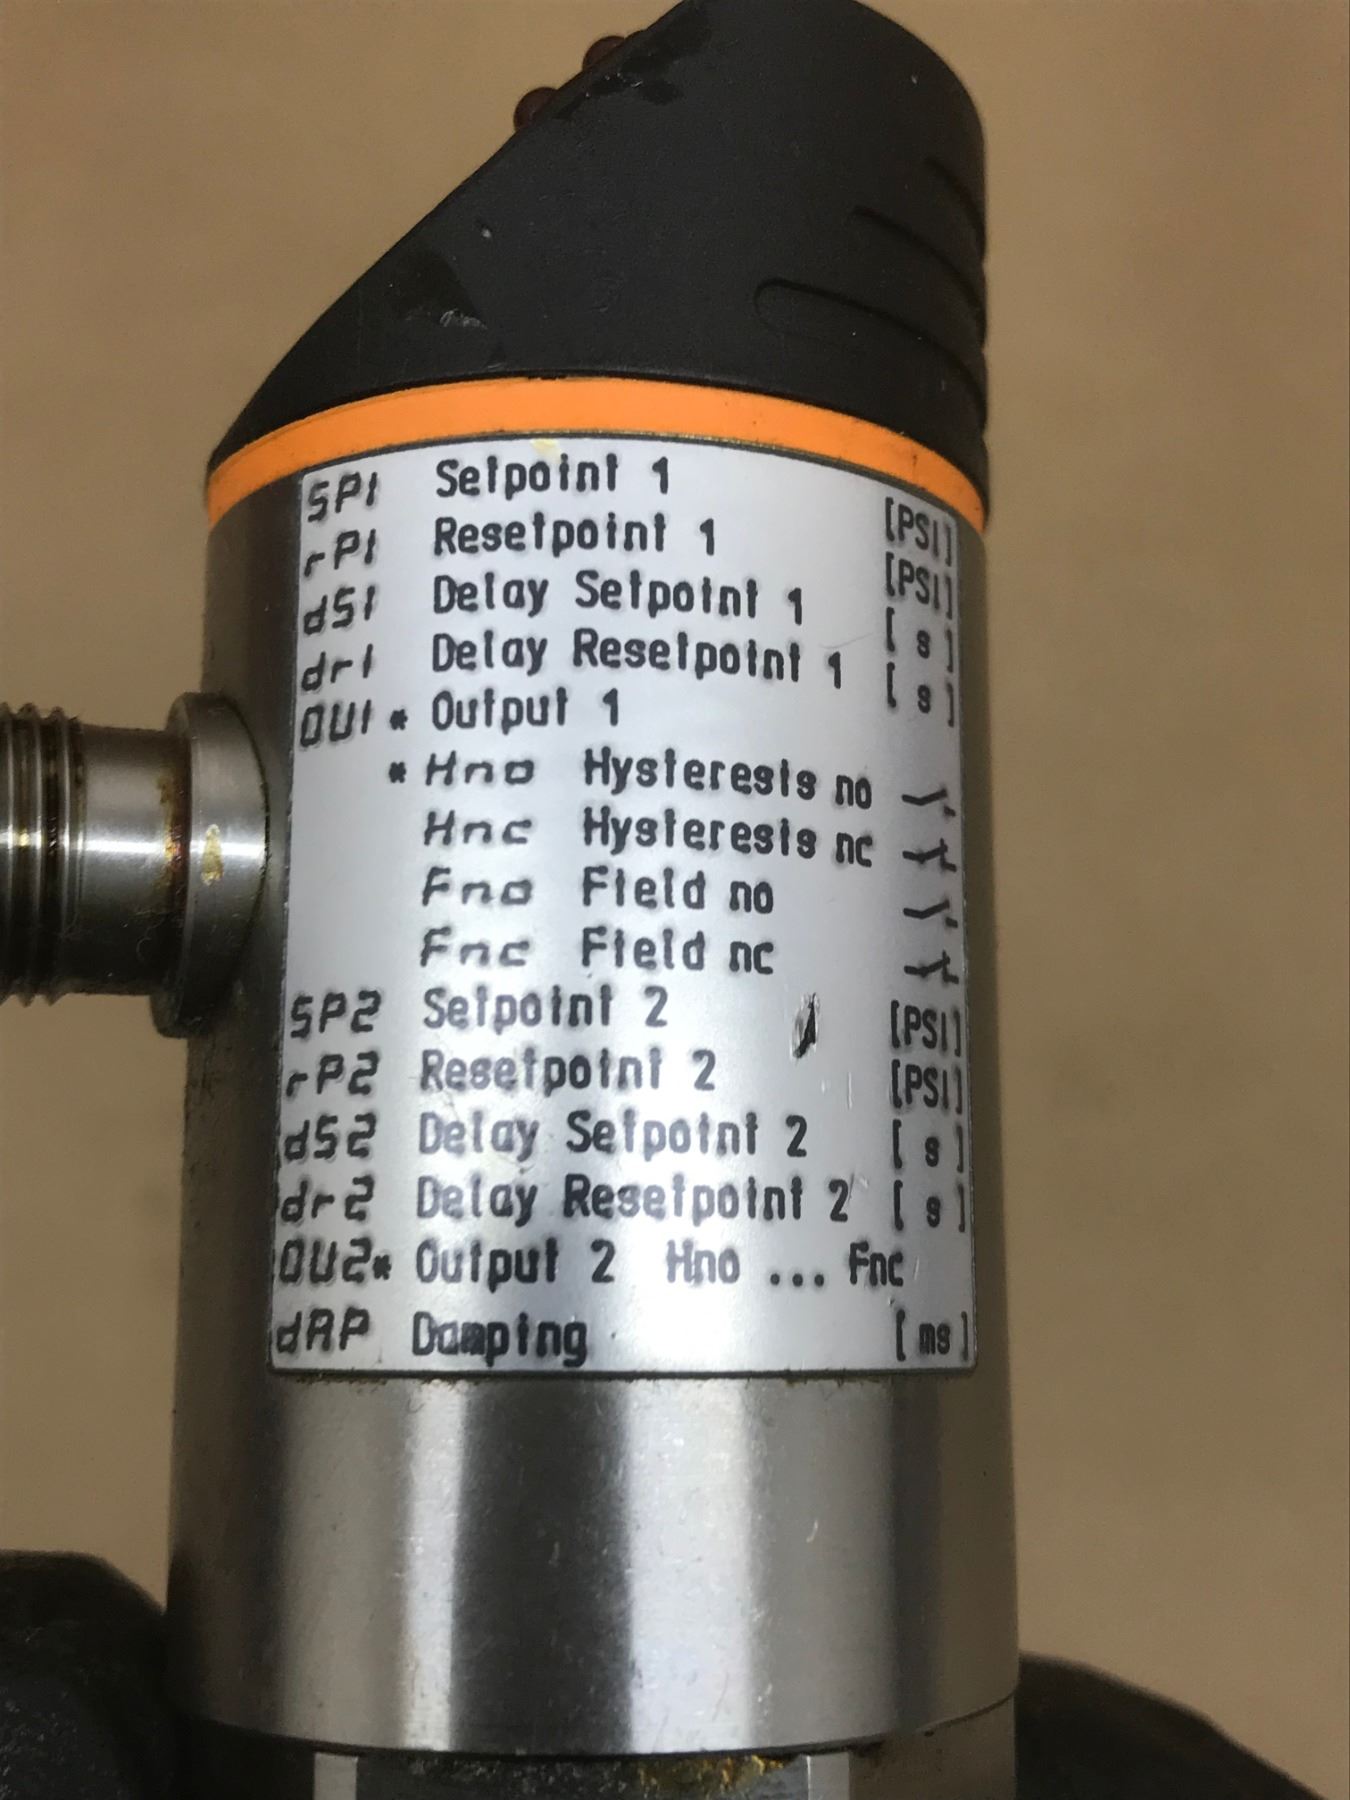 SP1 Setpoint 1 [PSI]
rP1 Resetpoint 1 [PSI]
dS1 Delay Setpoint 1 [ s ]
dr1 Delay Resetpoint 1 [ s ]
OU1 * Output 1
* Hno Hysteresis no
Hnc Hysteresis nc
Fno Field no
Fnc Field nc
SP2 Setpoint 2 [PSI]
rP2 Resetpoint 2 [PSI]
dS2 Delay Setpoint 2 [ s ]
dr2 Delay Resetpoint 2 [ s ]
OU2* Output 2 Hno ... Fnc
dAP Damping [ms]